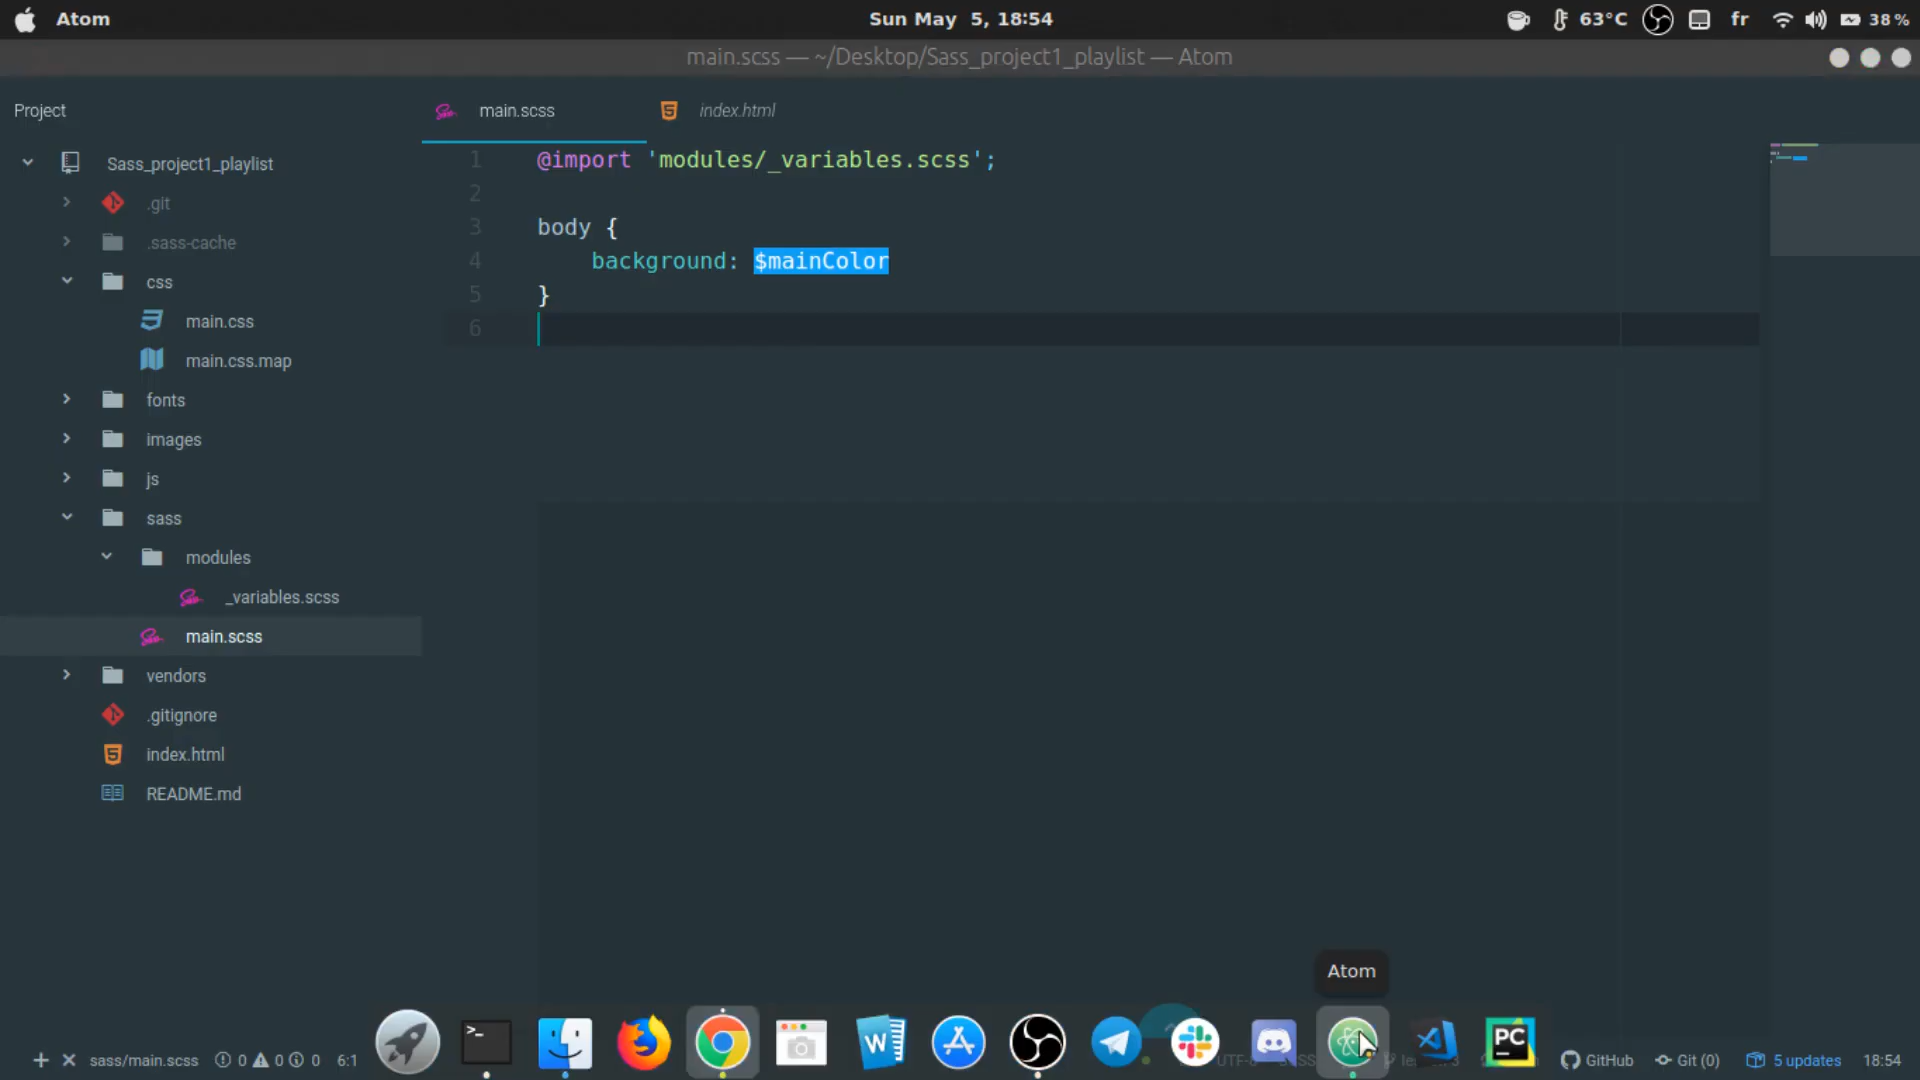 Atom
Sun May 5, 18:54
63°C
fr
38 %
main.scss — ~/Desktop/Sass_project1_playlist — Atom
Project
main.scss
index.html
Sass_project1_playlist
.git
.sass-cache
css
main.css
main.css.map
fonts
images
js
sass
modules
_variables.scss
main.scss
vendors
.gitignore
index.html
README.md
1 @import 'modules/_variables.scss';
2
3 body {
4 background: $mainColor
5 }
6
Atom
>_
W
PC
sass/main.scss 0 0 0 6:1
GitHub
Git (0)
5 updates
18:54